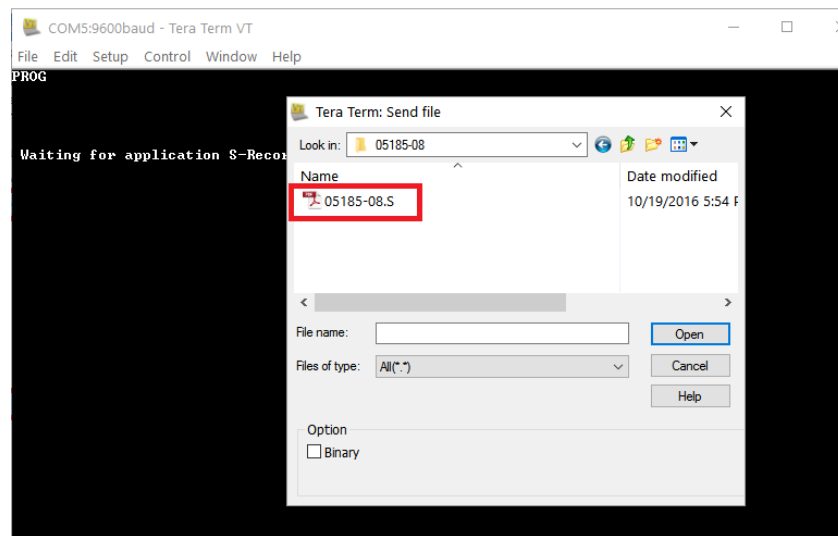 COM5:9600baud - Tera Term VT
File Edit Setup Control Window Help
PROG
Waiting for application S-Recor
Tera Term: Send file
Look in: 05185-08
Name Date modified
05185-08.S 10/19/2016 5:54 P
File name: Open
Files of type: All(*.*) Cancel
Help
Option
Binary